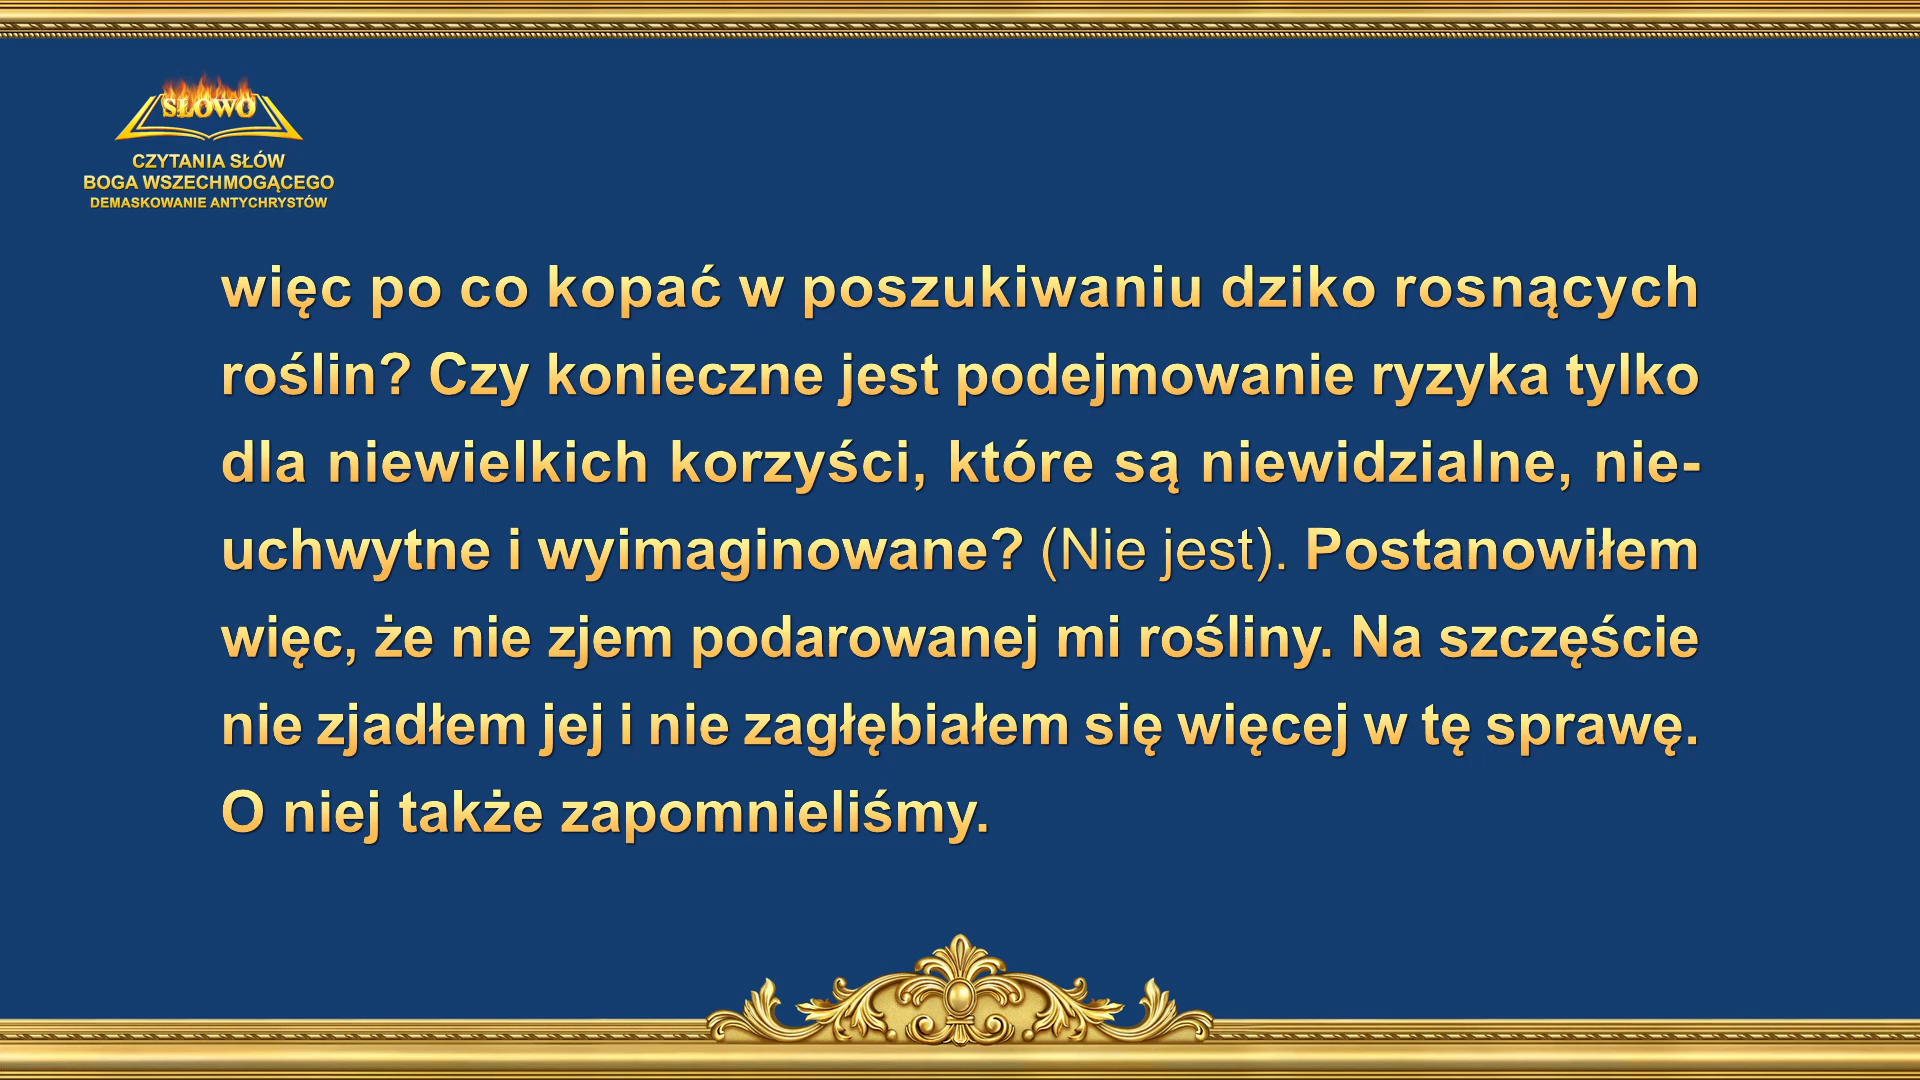 SŁOWO
CZYTANIA SŁÓW
BOGA WSZECHMOGĄCEGO
DEMASKOWANIE ANTYCHRYSTÓW
więc po co kopać w poszukiwaniu dziko rosnących
roślin? Czy konieczne jest podejmowanie ryzyka tylko
dla niewielkich korzyści, które są niewidzialne, nie-
uchwytne i wyimaginowane? (Nie jest). Postanowiłem
więc, że nie zjem podarowanej mi rośliny. Na szczęście
nie zjadłem jej i nie zagłębiałem się więcej w tę sprawę.
O niej także zapomnieliśmy.